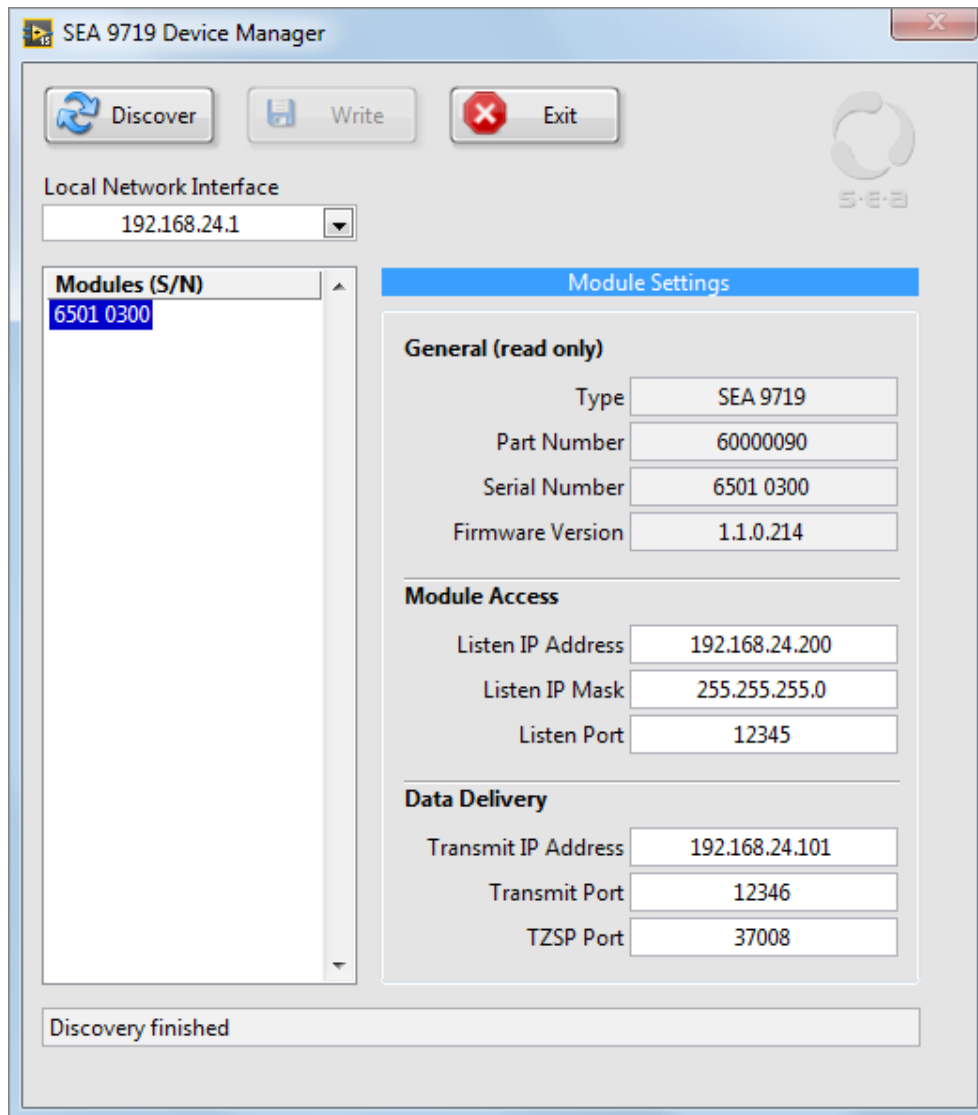 SEA 9719 Device Manager
Discover
Write
Exit
S·E·A
Local Network Interface
192.168.24.1
Modules (S/N)
6501 0300
Module Settings
General (read only)
Type SEA 9719
Part Number 60000090
Serial Number 6501 0300
Firmware Version 1.1.0.214
Module Access
Listen IP Address 192.168.24.200
Listen IP Mask 255.255.255.0
Listen Port 12345
Data Delivery
Transmit IP Address 192.168.24.101
Transmit Port 12346
TZSP Port 37008
Discovery finished